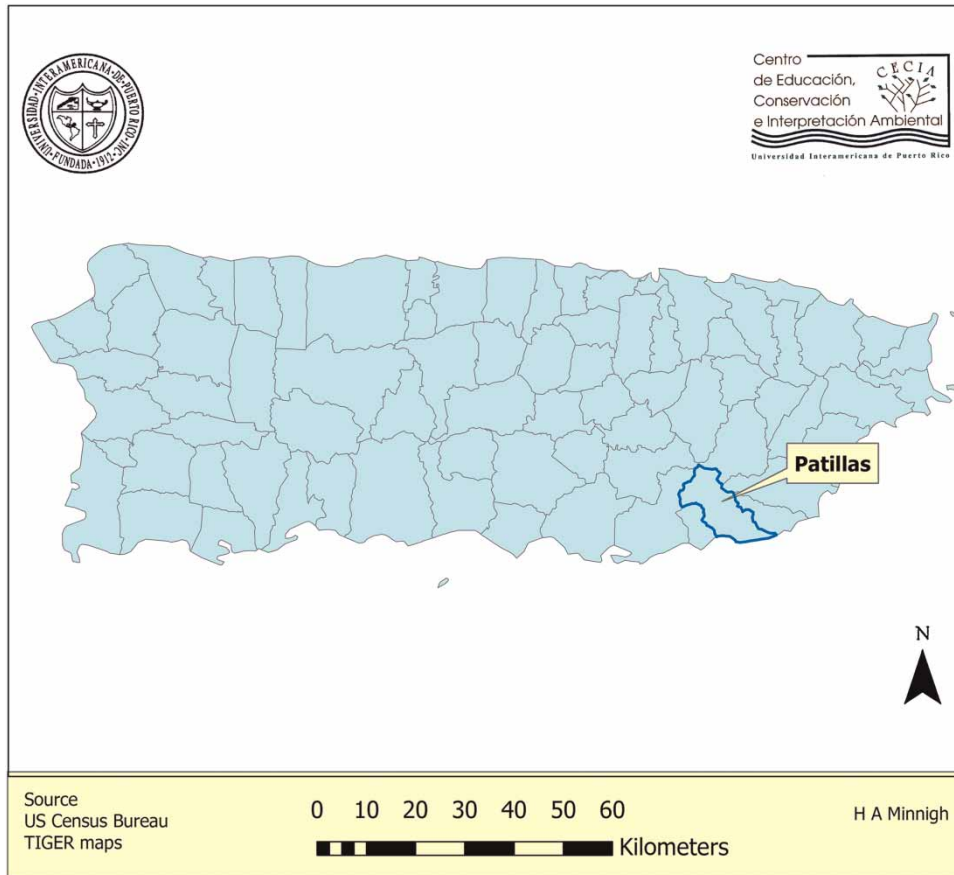 UNIVERSIDAD·INTERAMERICANA·DE·PUERTO RICO·INC·
FUNDADA·1912
Centro
de Educación,
Conservación
e Interpretación Ambiental
CECIA
Universidad Interamericana de Puerto Rico
Patillas
N
Source
US Census Bureau
TIGER maps
0 10 20 30 40 50 60
Kilometers
H A Minnigh